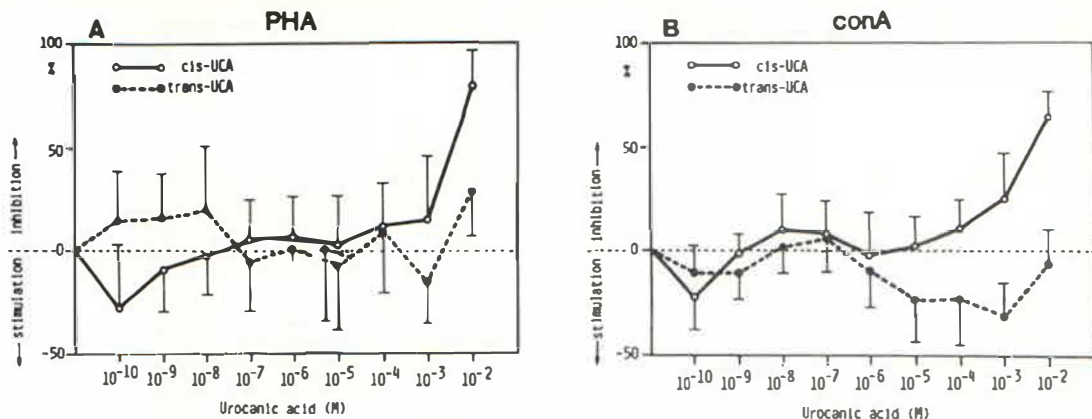 A
PHA
100
%
cis-UCA
trans-UCA
50
0
-50
stimulation inhibition
10-10 10-9 10-8 10-7 10-6 10-5 10-4 10-3 10-2
Urocanic acid (M)
B
conA
100
%
cis-UCA
trans-UCA
50
-0
-50
stimulation inhibition
10-10 10-9 10-8 10-7 10-6 10-5 10-4 10-3 10-2
Urocanic acid (M)